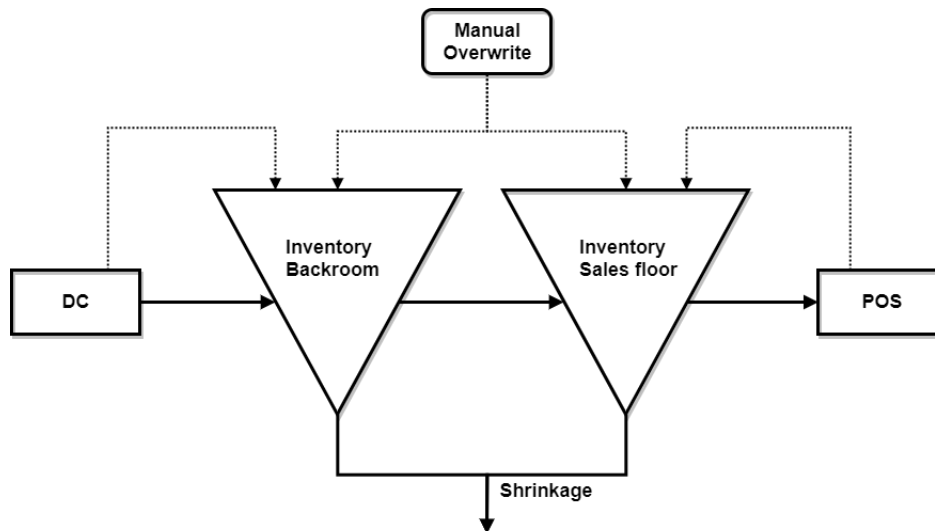 Manual
Overwrite
Inventory
Backroom
Inventory
Sales floor
DC
POS
Shrinkage